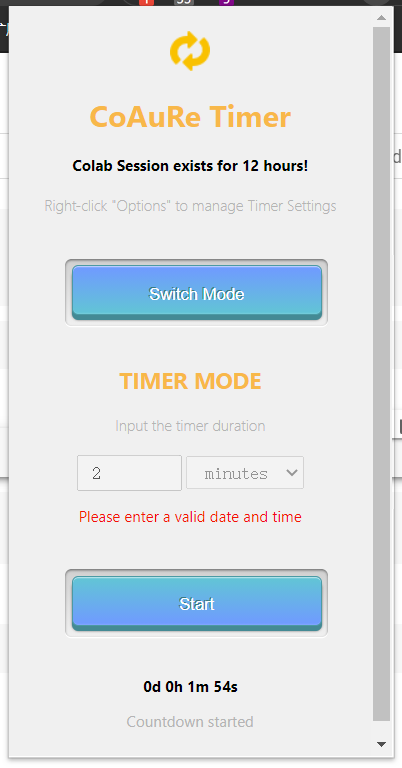 CoAuRe Timer
Colab Session exists for 12 hours!
Right-click "Options" to manage Timer Settings
Switch Mode
TIMER MODE
Input the timer duration
2 minutes
Please enter a valid date and time
Start
0d 0h 1m 54s
Countdown started